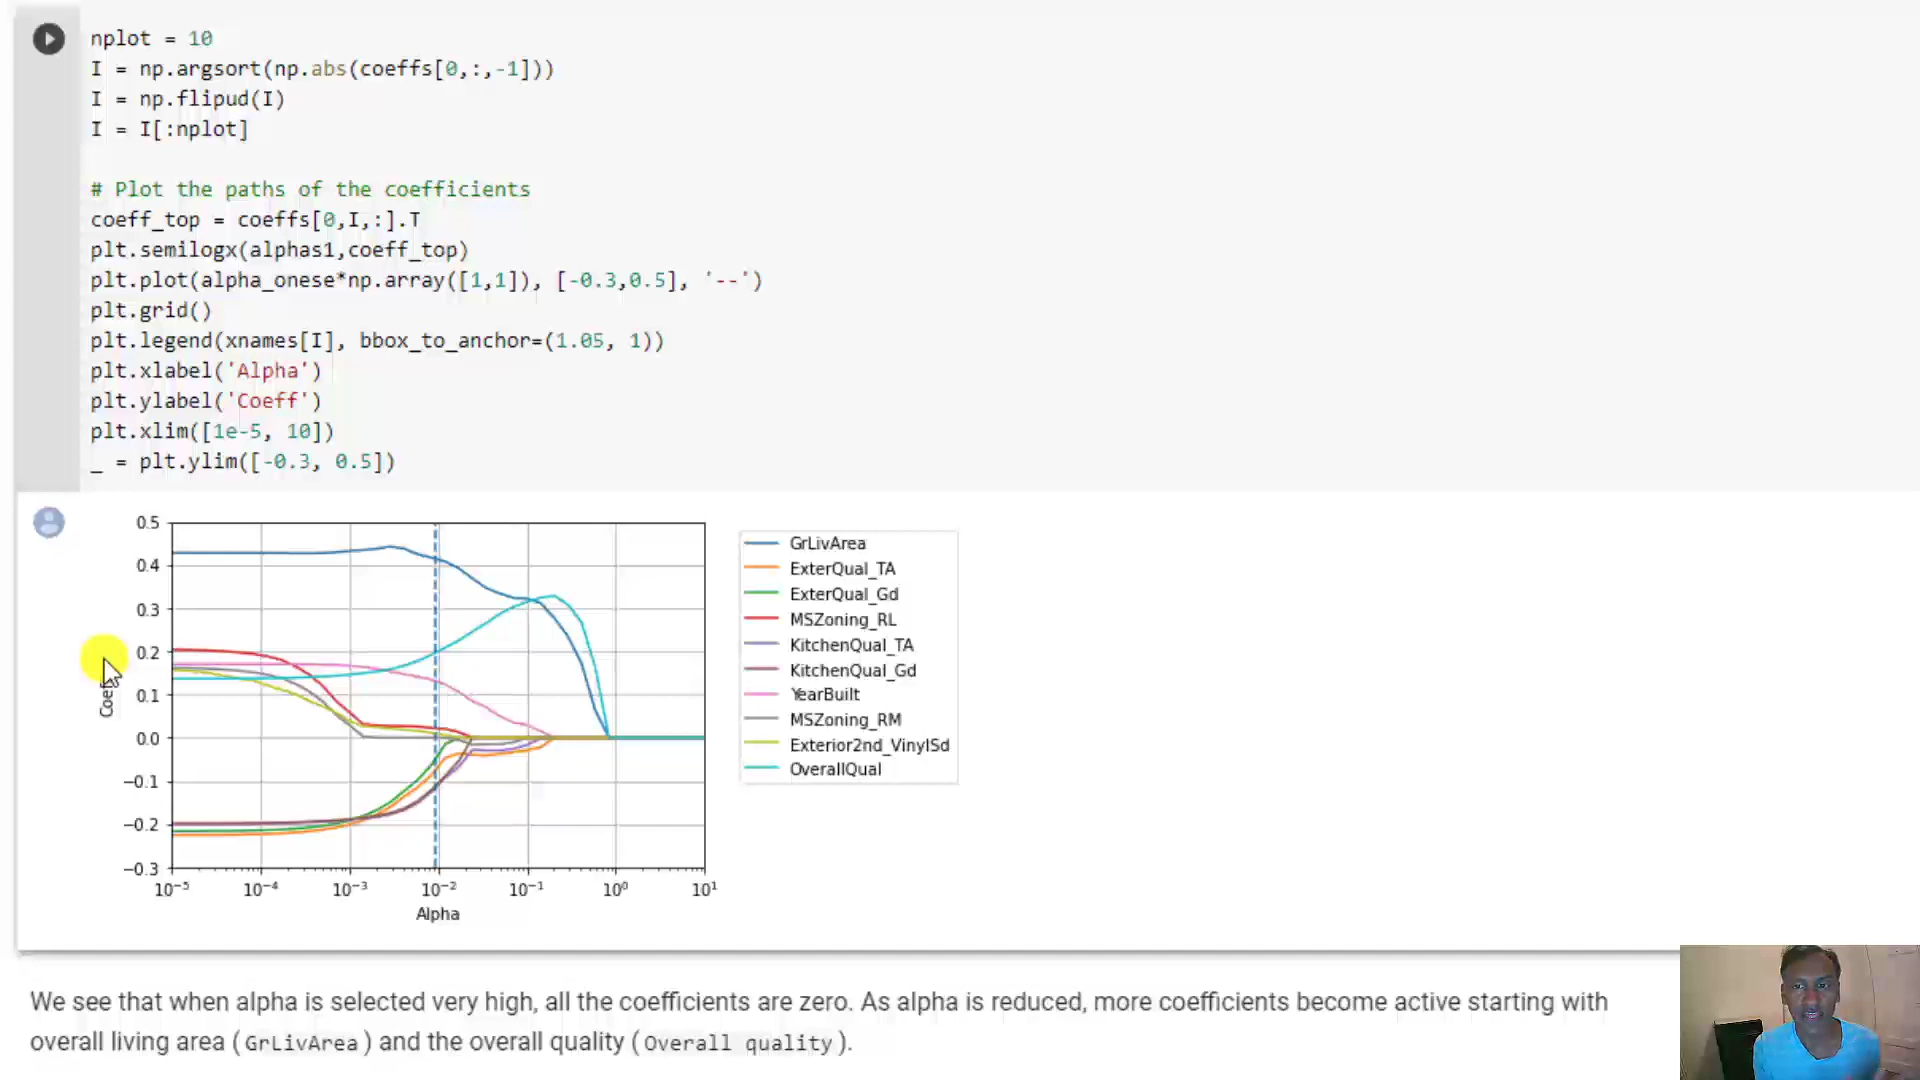 nplot = 10
I = np.argsort(np.abs(coeffs[0,:,-1]))
I = np.flipud(I)
I = I[:nplot]
# Plot the paths of the coefficients
coeff_top = coeffs[0,I,:].T
plt.semilogx(alphas1,coeff_top)
plt.plot(alpha_onese*np.array([1,1]), [-0.3,0.5], '--')
plt.grid()
plt.legend(xnames[I], bbox_to_anchor=(1.05, 1))
plt.xlabel('Alpha')
plt.ylabel('Coeff')
plt.xlim([1e-5, 10])
_ = plt.ylim([-0.3, 0.5])
0.5
0.4
0.3
0.2
0.1
0.0
−0.1
−0.2
−0.3
Coef
10⁻⁵ 10⁻⁴ 10⁻³ 10⁻² 10⁻¹ 10⁰ 10¹
Alpha
GrLivArea
ExterQual_TA
ExterQual_Gd
MSZoning_RL
KitchenQual_TA
KitchenQual_Gd
YearBuilt
MSZoning_RM
Exterior2nd_VinylSd
OverallQual
We see that when alpha is selected very high, all the coefficients are zero. As alpha is reduced, more coefficients become active starting with
overall living area (GrLivArea) and the overall quality (Overall quality).